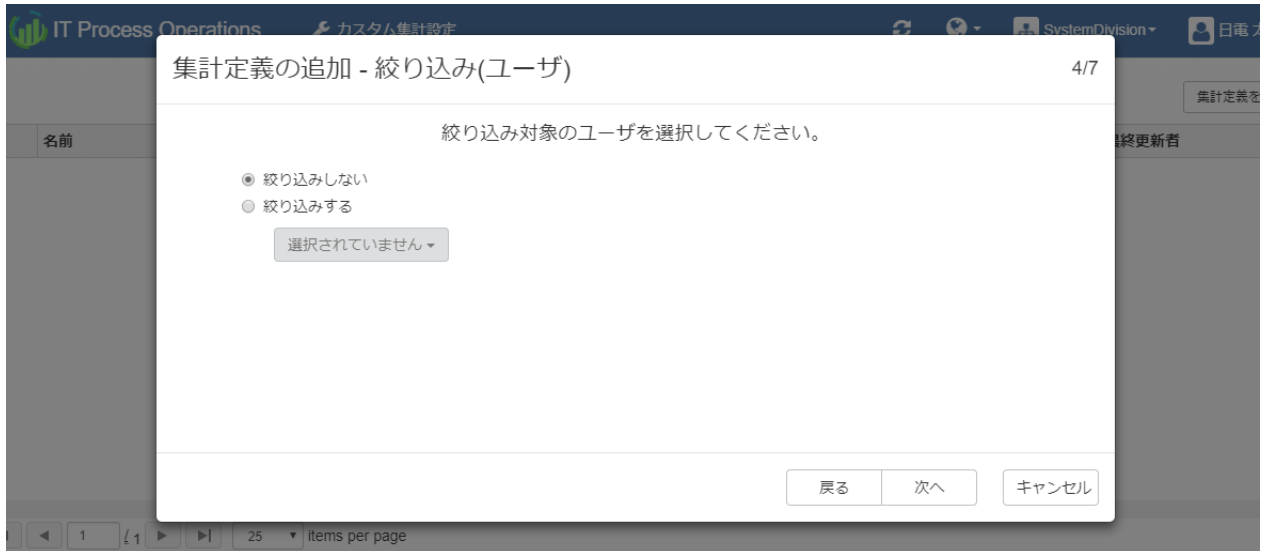 IT Process Operations カスタム集計設定 SystemDivision 日電
集計定義の追加 - 絞り込み(ユーザ) 4/7
集計定義を
名前 最終更新者
絞り込み対象のユーザを選択してください。
絞り込みしない
絞り込みする
選択されていません
戻る 次へ キャンセル
1 / 1 25 items per page